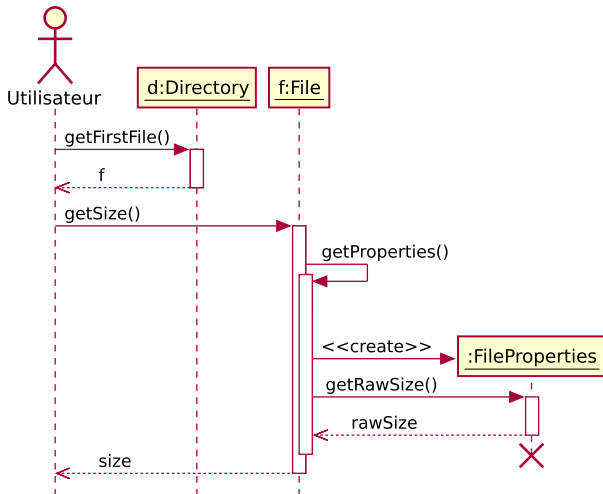 Utilisateur
d:Directory
f:File
getFirstFile()
f
getSize()
getProperties()
<<create>>
:FileProperties
getRawSize()
rawSize
size